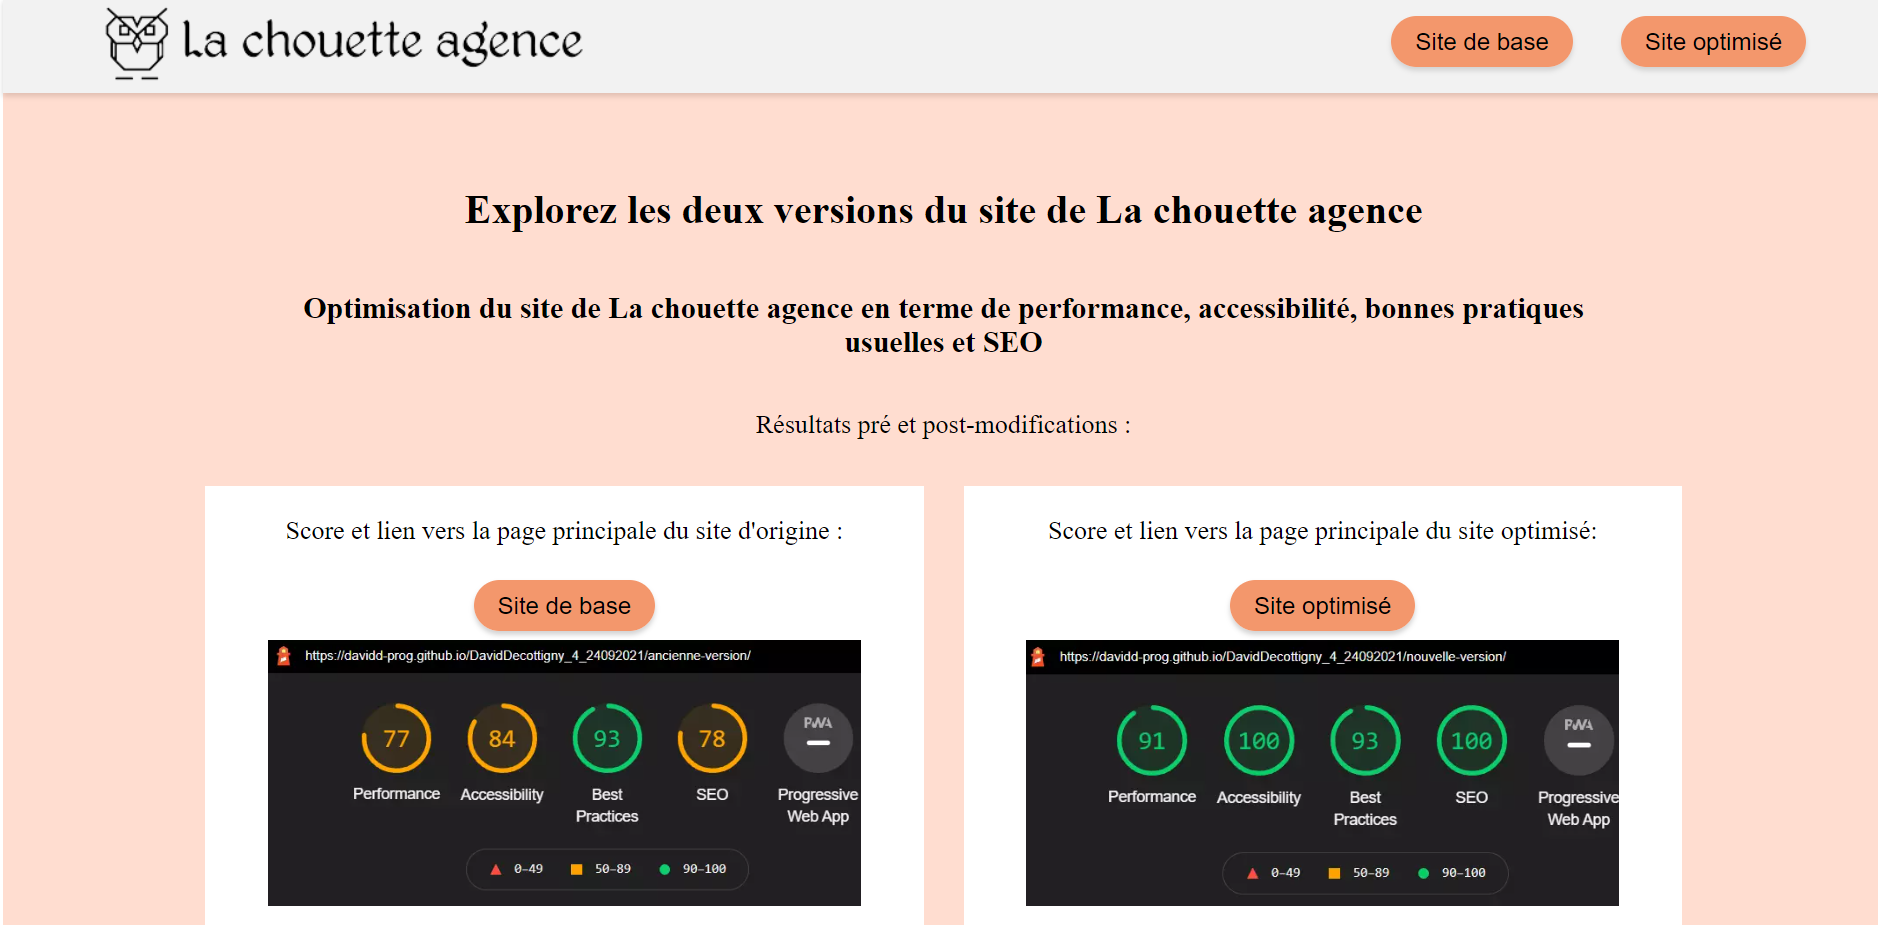 La chouette agence
Site de base
Site optimisé
Explorez les deux versions du site de La chouette agence
Optimisation du site de La chouette agence en terme de performance, accessibilité, bonnes pratiques
usuelles et SEO
Résultats pré et post-modifications :
Score et lien vers la page principale du site d'origine :
Site de base
https://davidd-prog.github.io/DavidDecottigny_4_24092021/ancienne-version/
77 84 93 78 PWA
Performance Accessibility Best SEO Progressive
Practices Web App
0–49 50–89 90–100
Score et lien vers la page principale du site optimisé:
Site optimisé
https://davidd-prog.github.io/DavidDecottigny_4_24092021/nouvelle-version/
91 100 93 100 PWA
Performance Accessibility Best SEO Progressive
Practices Web App
0–49 50–89 90–100